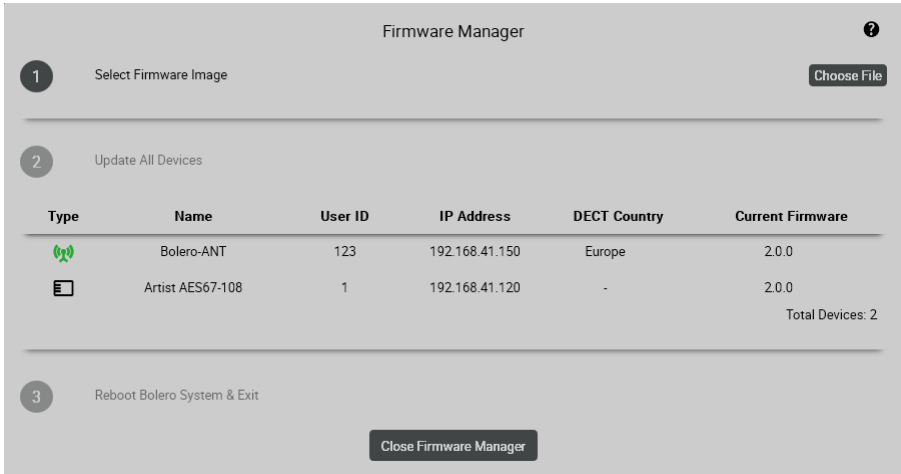 Firmware Manager
?
1 Select Firmware Image Choose File
2 Update All Devices
Type Name User ID IP Address DECT Country Current Firmware
Bolero-ANT 123 192.168.41.150 Europe 2.0.0
Artist AES67-108 1 192.168.41.120 - 2.0.0
Total Devices: 2
3 Reboot Bolero System & Exit
Close Firmware Manager